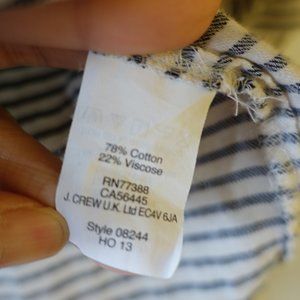 78% Cotton
22% Viscose
RN77388
CA56445
J. CREW U.K. Ltd EC4V 6JA
Style 08244
HO 13